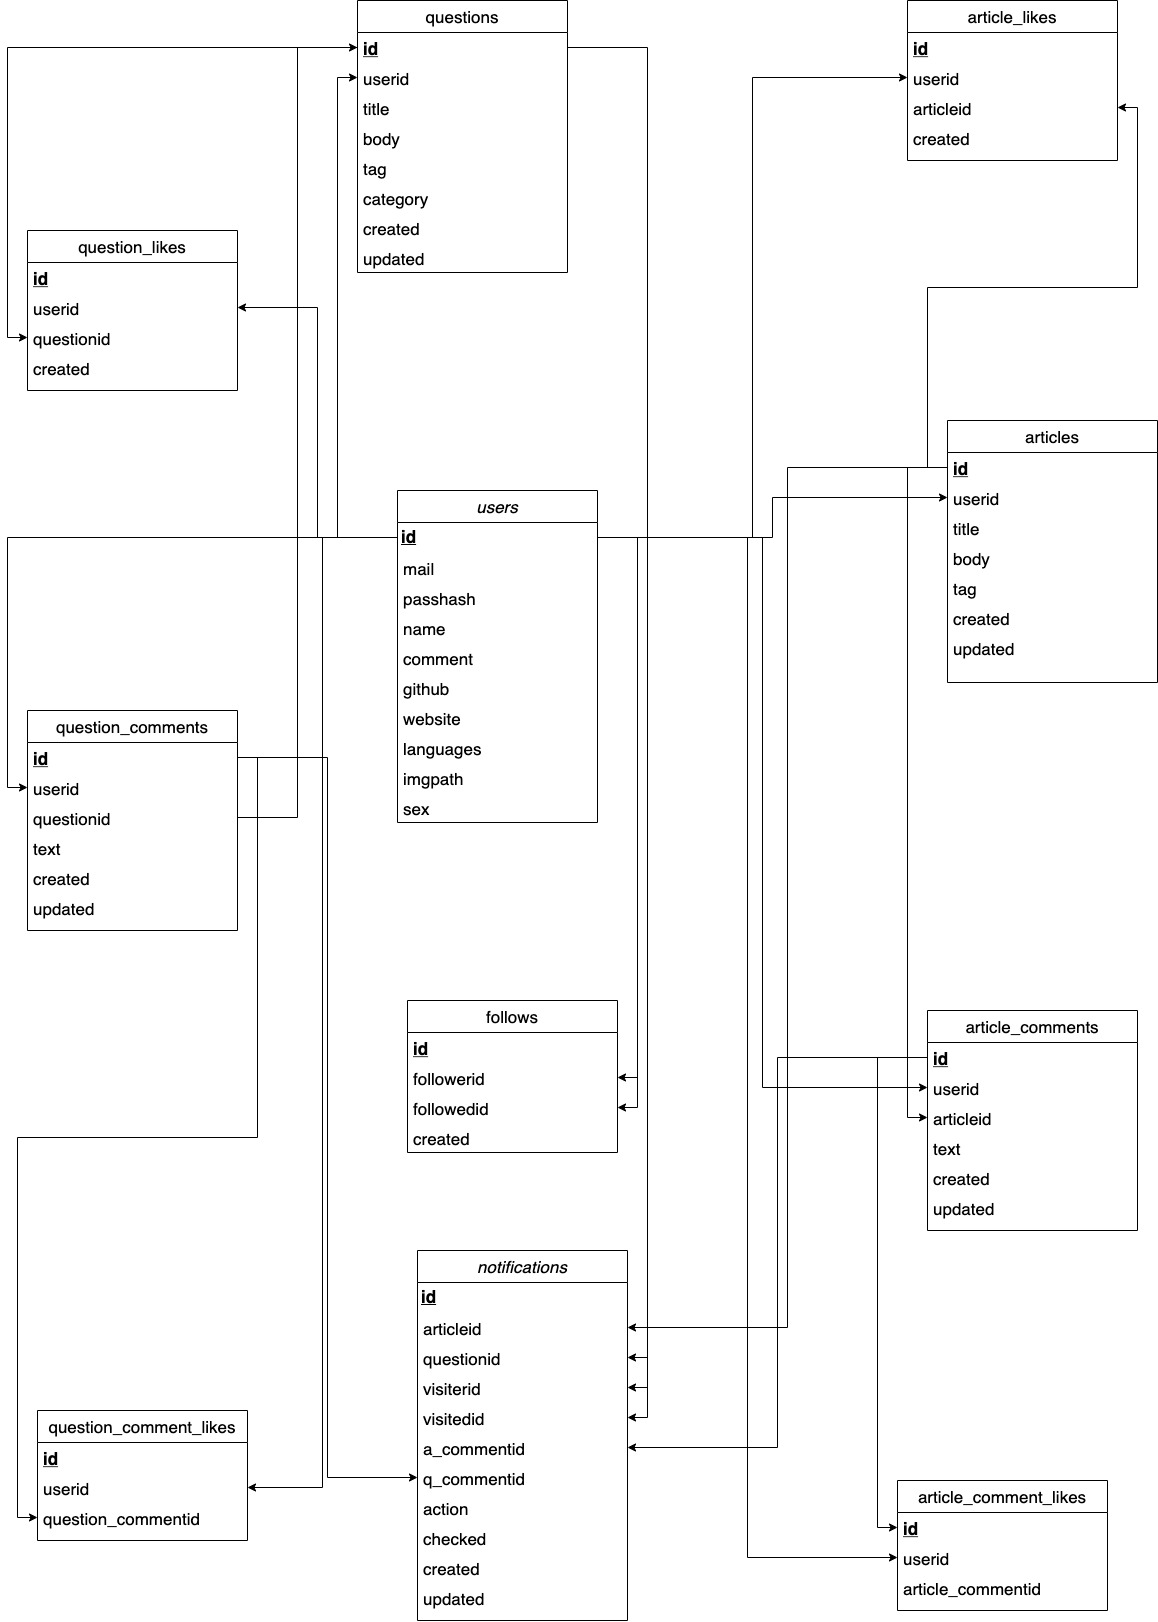 questions
id
userid
title
body
tag
category
created
updated
article_likes
id
userid
articleid
created
question_likes
id
userid
questionid
created
articles
id
userid
title
body
tag
created
updated
users
id
mail
passhash
name
comment
github
website
languages
imgpath
sex
question_comments
id
userid
questionid
text
created
updated
follows
id
followerid
followedid
created
article_comments
id
userid
articleid
text
created
updated
notifications
id
articleid
questionid
visiterid
visitedid
a_commentid
q_commentid
action
checked
created
updated
question_comment_likes
id
userid
question_commentid
article_comment_likes
id
userid
article_commentid